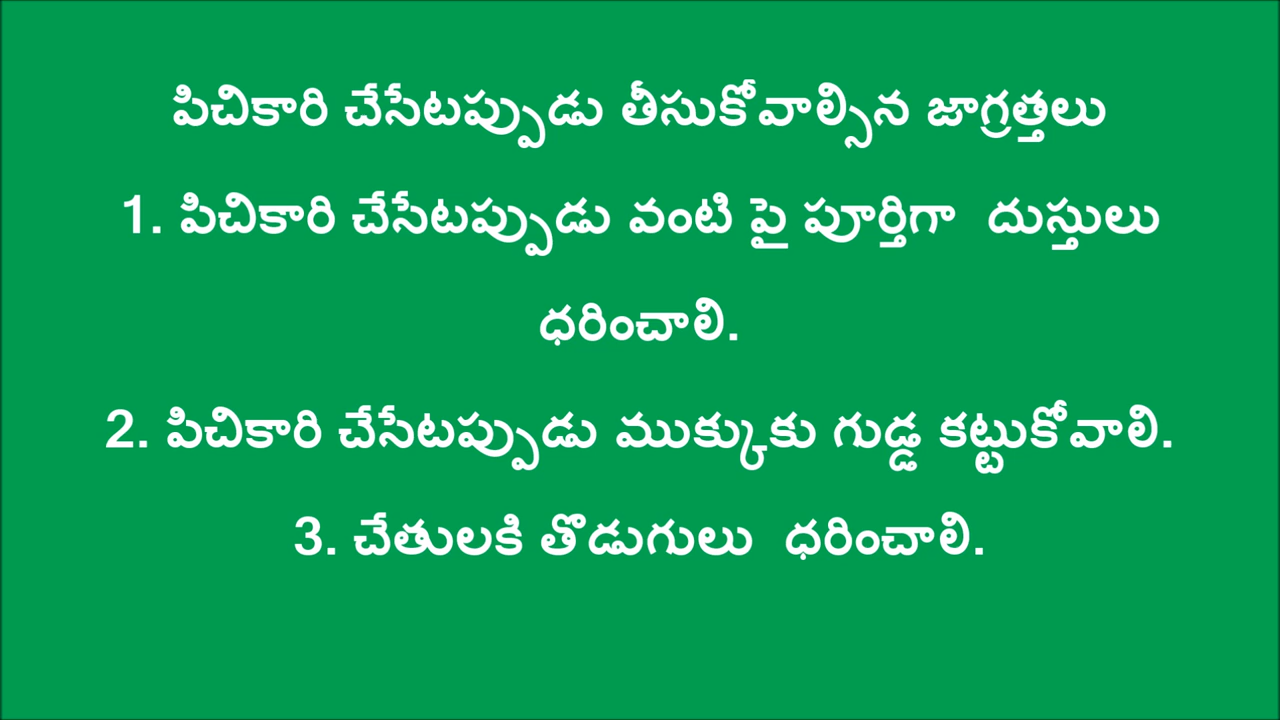 పిచికారి చేసేటప్పుడు తీసుకోవాల్సిన జాగ్రత్తలు
1. పిచికారి చేసేటప్పుడు వంటి పై పూర్తిగా  దుస్తులు
ధరించాలి.
2. పిచికారి చేసేటప్పుడు ముక్కుకు గుడ్డ కట్టుకోవాలి.
3. చేతులకి తొడుగులు  ధరించాలి.